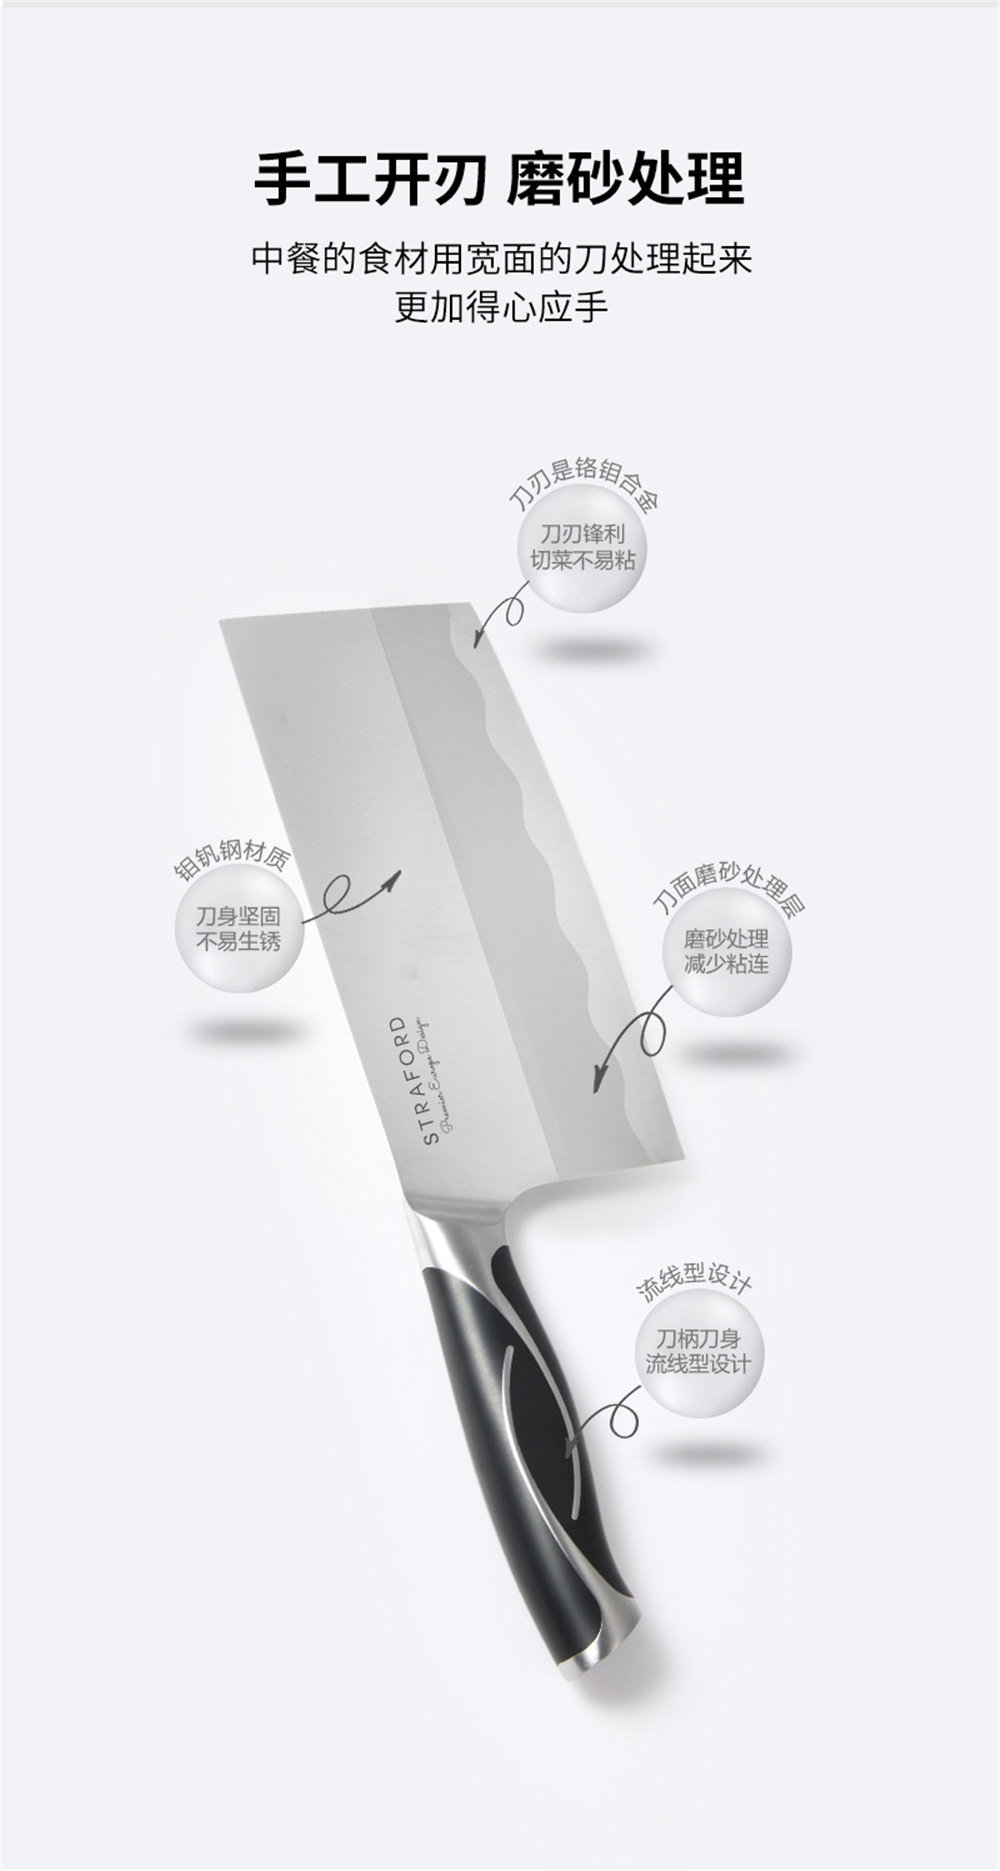 手工开刃 磨砂处理
中餐的食材用宽面的刀处理起来
更加得心应手
刀刃是铬钼合金
刀刃锋利
切菜不易粘
钼钒钢材质
刀身坚固
不易生锈
刀面磨砂处理层
磨砂处理
减少粘连
STRAFORD
Premier Europe Design
流线型设计
刀柄刀身
流线型设计